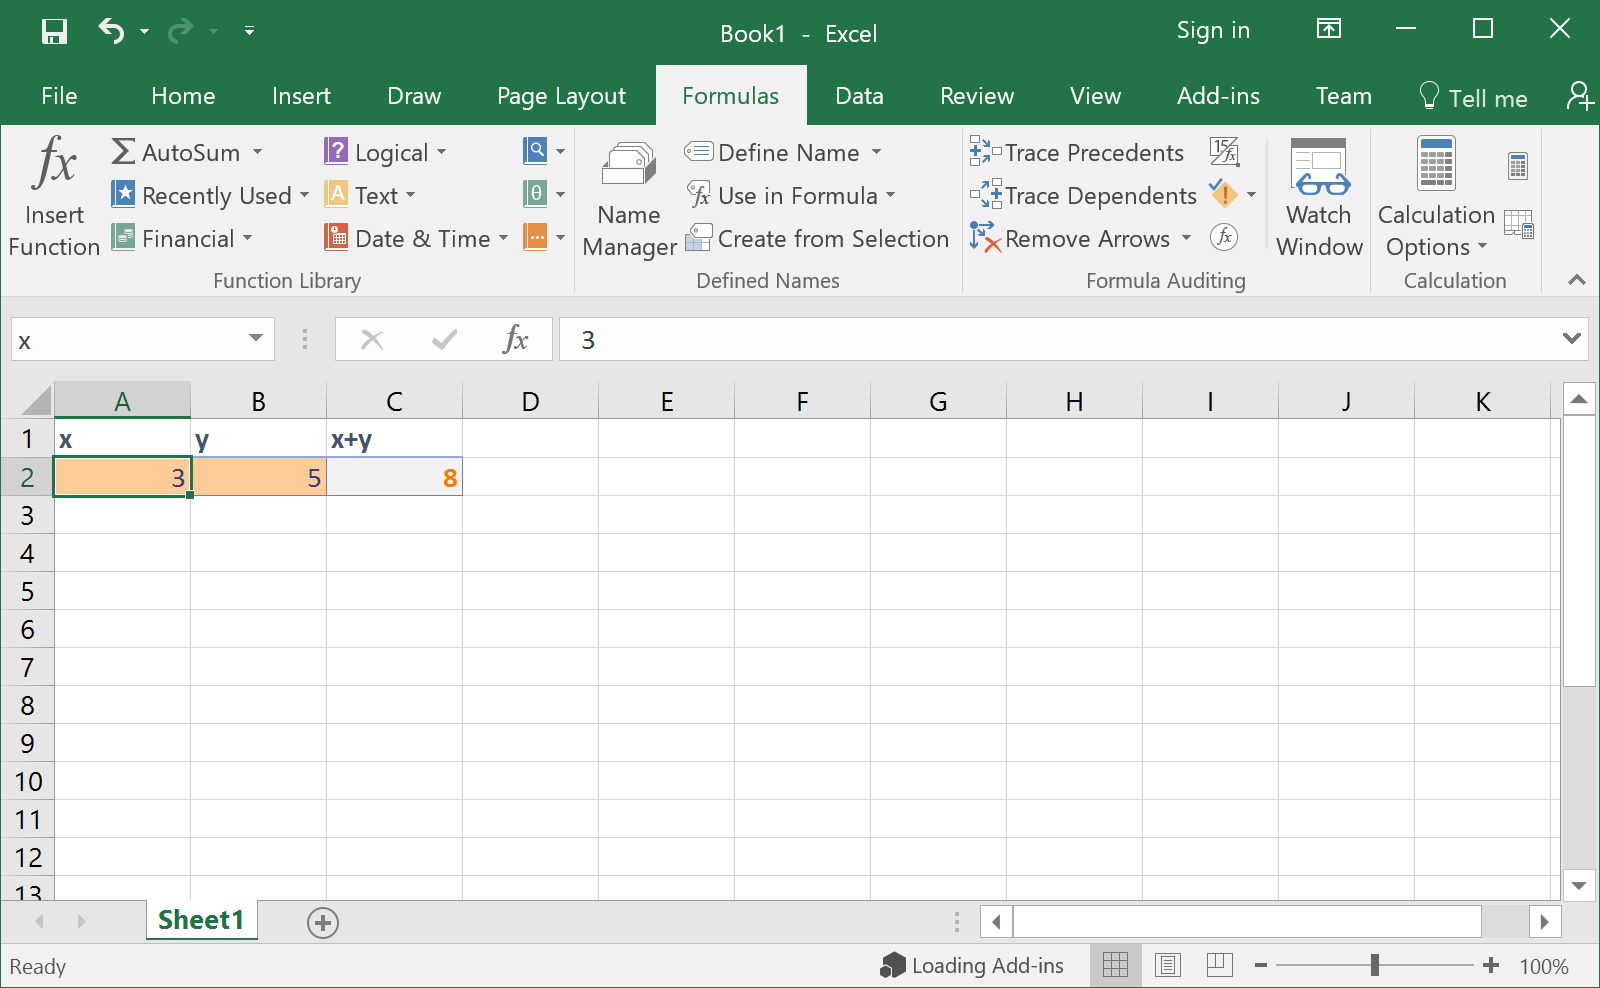 Book1 - Excel
Sign in
File Home Insert Draw Page Layout Formulas Data Review View Add-ins Team Tell me
fx
Insert
Function
AutoSum
Recently Used
Financial
? Logical
A Text
Date & Time
θ
Function Library
Name
Manager
Define Name
fx Use in Formula
Create from Selection
Defined Names
Trace Precedents
Trace Dependents
Remove Arrows
15 fx
!
fx
Formula Auditing
Watch
Window
Calculation
Options
Calculation
x
fx
3
A B C D E F G H I J K
1 x y x+y
2 3 5 8
3
4
5
6
7
8
9
10
11
12
13
Sheet1
Ready
Loading Add-ins
100%